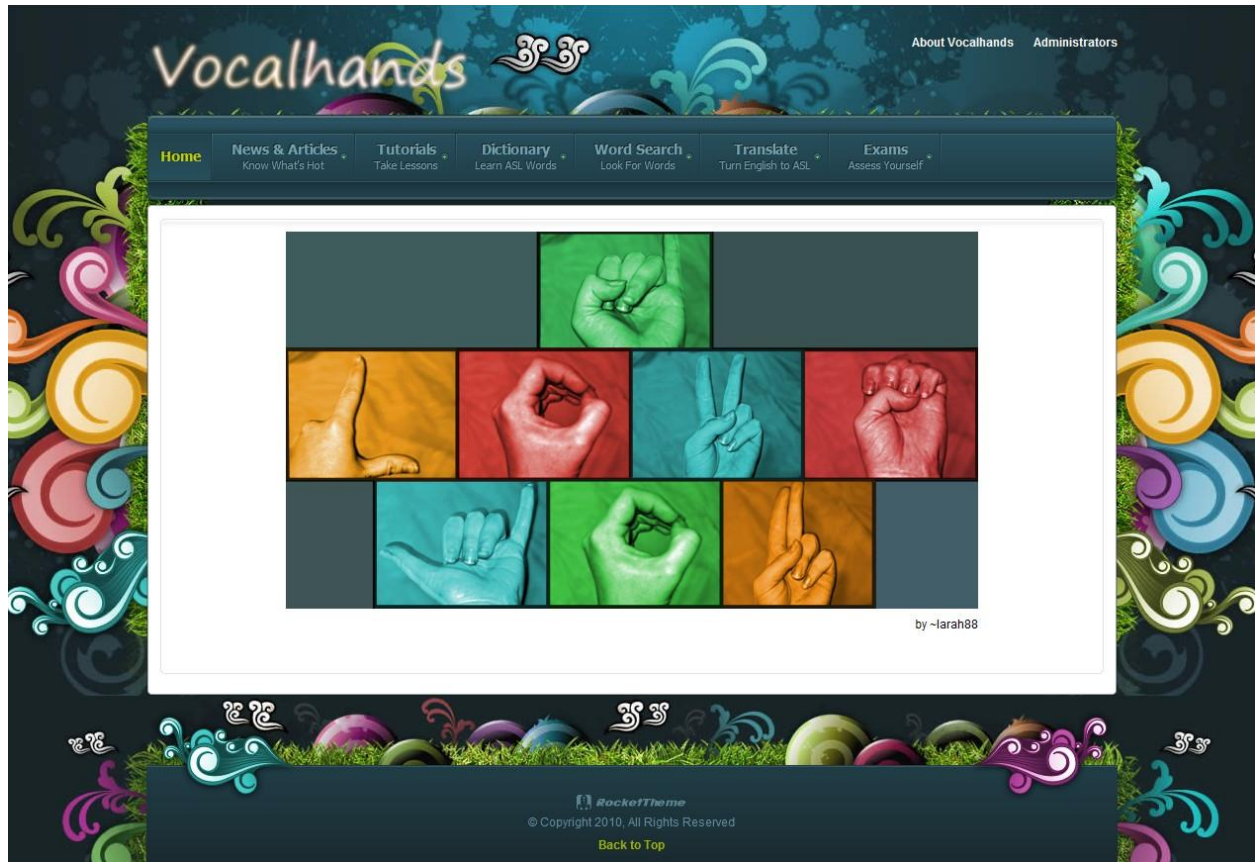 Vocalhands
About Vocalhands Administrators
Home
News & Articles
Know What's Hot
Tutorials
Take Lessons
Dictionary
Learn ASL Words
Word Search
Look For Words
Translate
Turn English to ASL
Exams
Assess Yourself
by ~larah88
RocketTheme
© Copyright 2010, All Rights Reserved
Back to Top